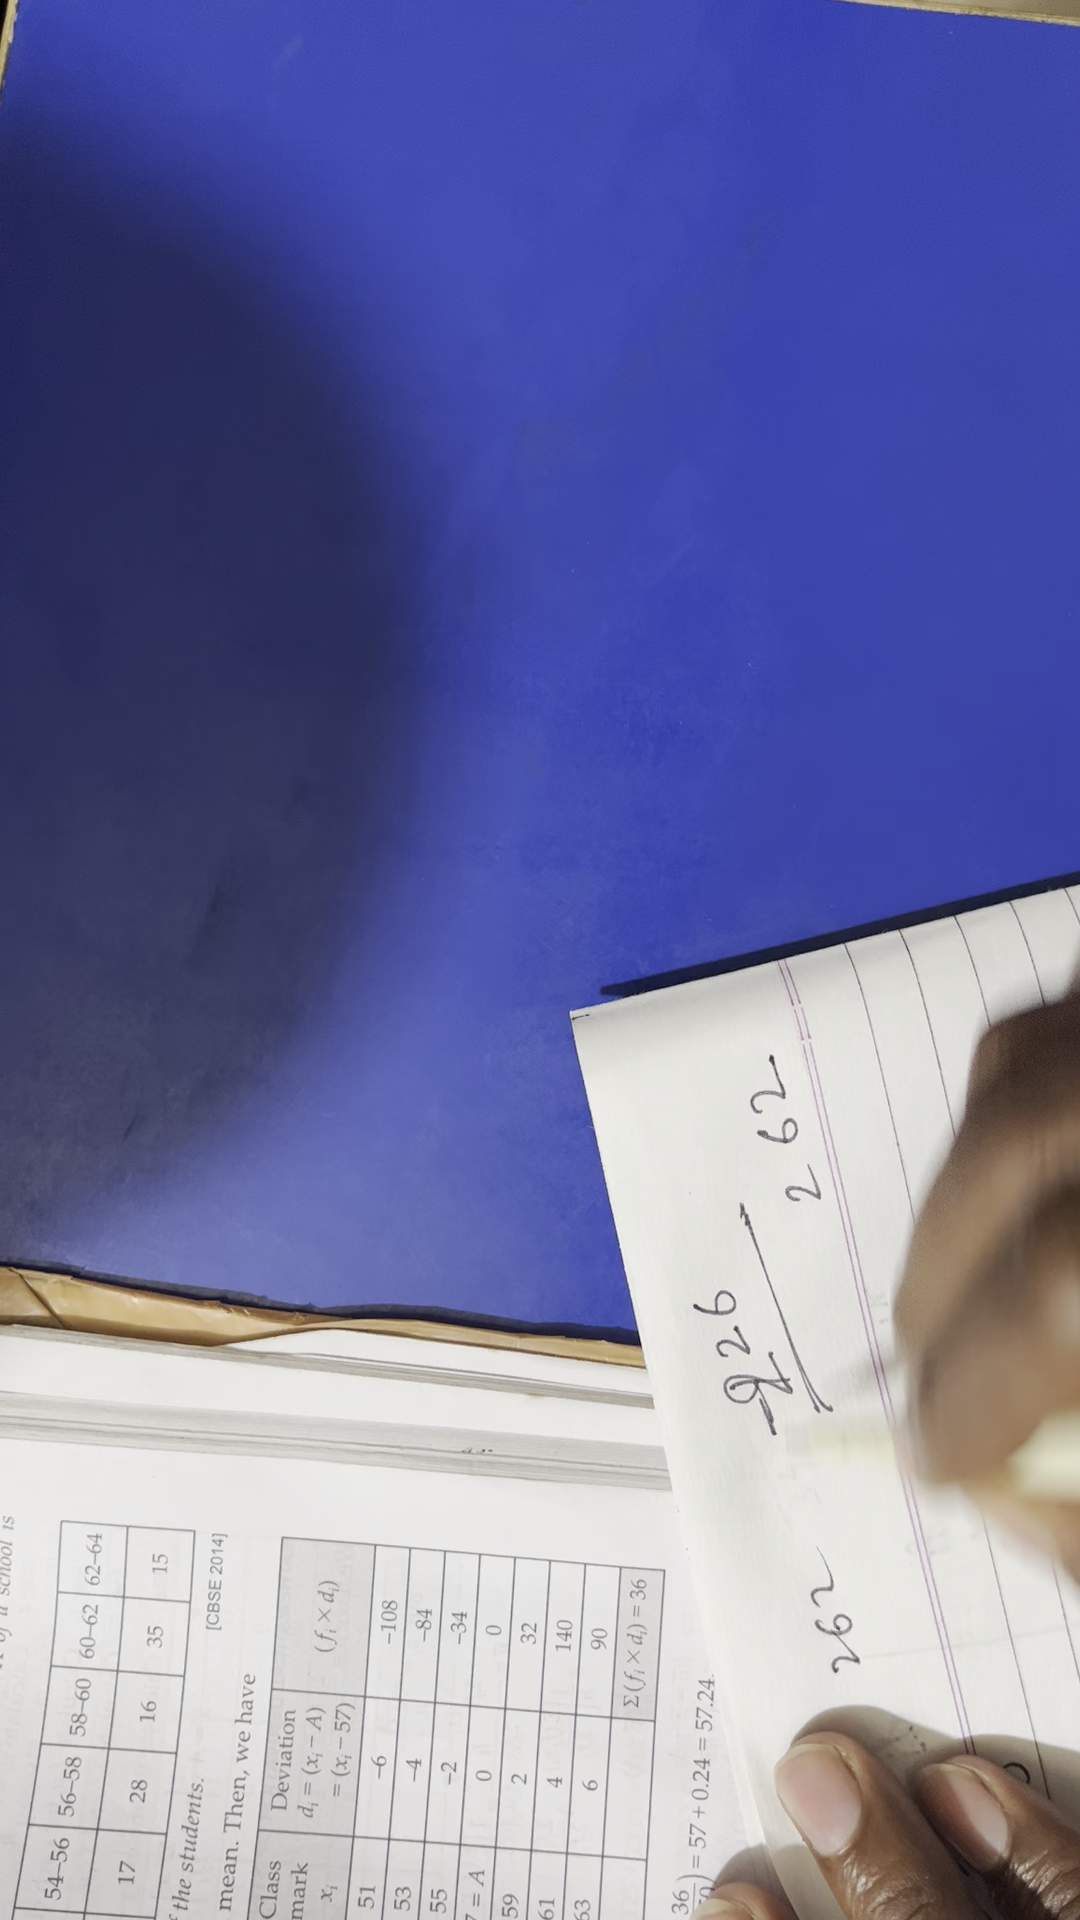 school is
54–56 56–58 58–60 60–62 62–64
17 28 16 35 15
the students. [CBSE 2014]
mean. Then, we have
Class mark xᵢ Deviation dᵢ = (xᵢ – A) = (xᵢ – 57) (fᵢ × dᵢ)
51 –6 –108
53 –4 –84
55 –2 –34
= A 0 0
59 2 32
61 4 140
63 6 90
Σ(fᵢ × dᵢ) = 36
36) = 57 + 0.24 = 57.24.
226
262 262